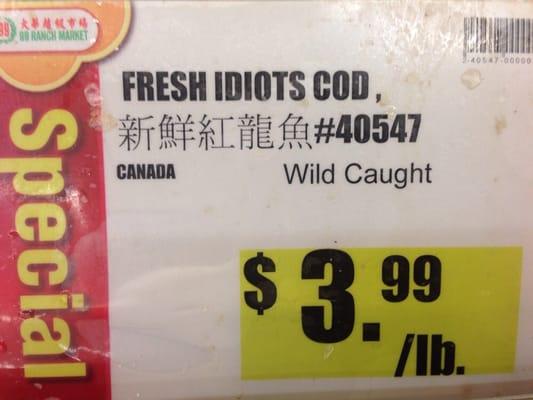 99
大華超級市場
99 RANCH MARKET
Special
FRESH IDIOTS COD ,
新鮮紅龍魚#40547
CANADA
Wild Caught
$3.99
/lb.